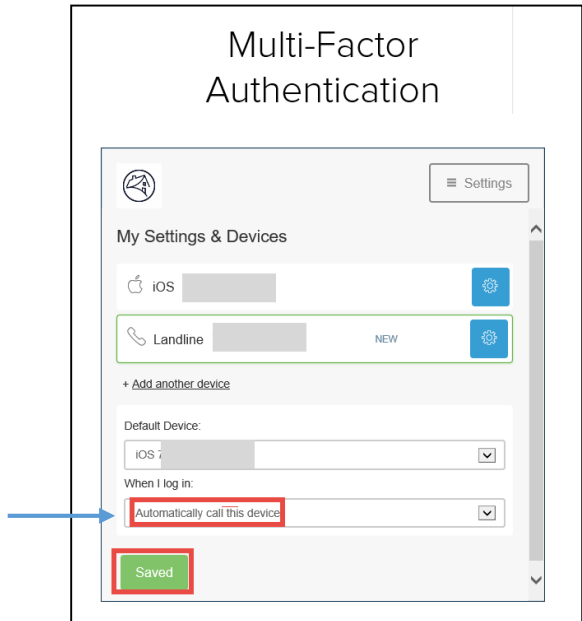 Multi-Factor
Authentication
Settings
My Settings & Devices
iOS
Landline NEW
+ Add another device
Default Device:
iOS 7
When I log in:
Automatically call this device
Saved